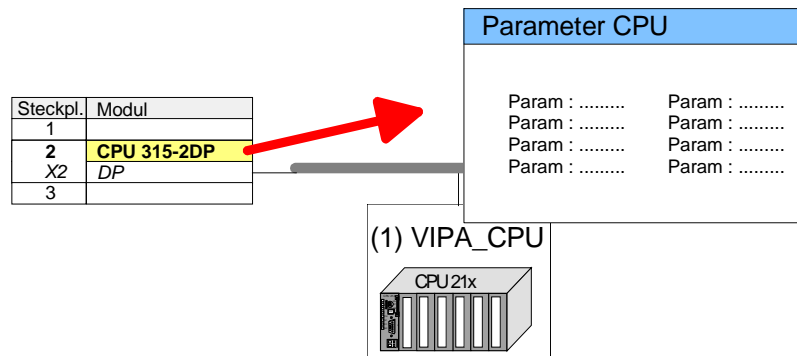 Parameter CPU
Param : ......... Param : .........
Param : ......... Param : .........
Param : ......... Param : .........
Param : ......... Param : .........
Steckpl. Modul
1
2 CPU 315-2DP
X2 DP
3
(1) VIPA_CPU
CPU 21x